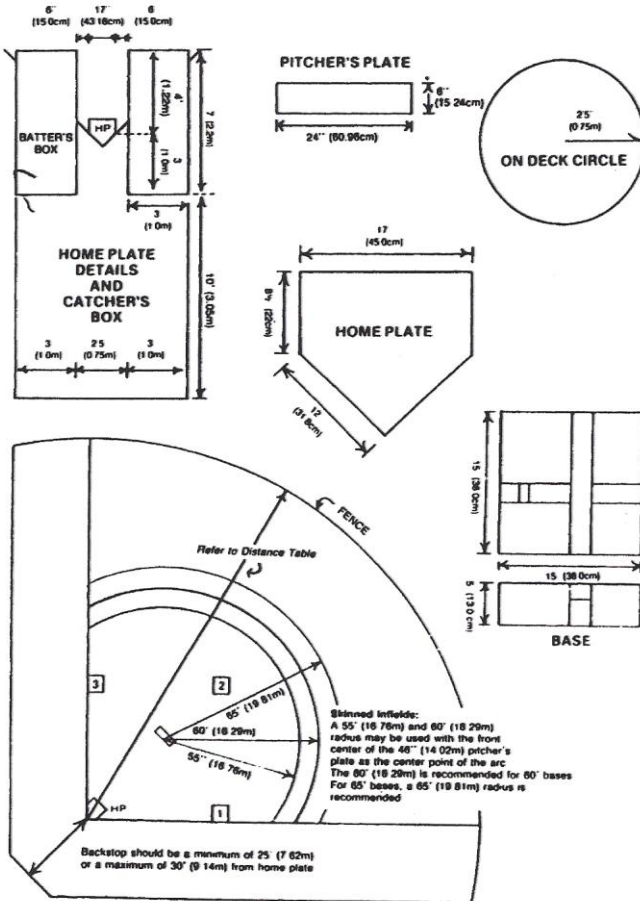 6" 17" 6"
(15.0cm) (43.18cm) (15.0cm)
BATTER'S
BOX
HP
4'
(1.22m)
3
(1.0m)
7 (2.2m)
3
(1.0m)
HOME PLATE
DETAILS
AND
CATCHER'S
BOX
10' (3.05m)
3 2.5 3
(1.0m) (0.75m) (1.0m)
PITCHER'S PLATE
6"
(15.24cm)
24" (60.96cm)
2'5"
(0.75m)
ON DECK CIRCLE
17
(45.0cm)
8½ (22cm)
HOME PLATE
12
(31.8cm)
15 (38.0cm)
15 (38.0cm)
5 (13.0 cm)
BASE
FENCE
Refer to Distance Table
3
2
65' (19.81m)
60' (18.29m)
55'' (16.76m)
HP
1
Skinned Infields:
A 55' (16 76m) and 60' (18 29m)
radius may be used with the front
center of the 46" (14 02m) pitcher's
plate as the center point of the arc
The 60' (18 29m) is recommended for 60' bases
For 65' bases, a 65' (19 81m) radius is
recommended
Backstop should be a minimum of 25' (7 62m)
or a maximum of 30' (9 14m) from home plate